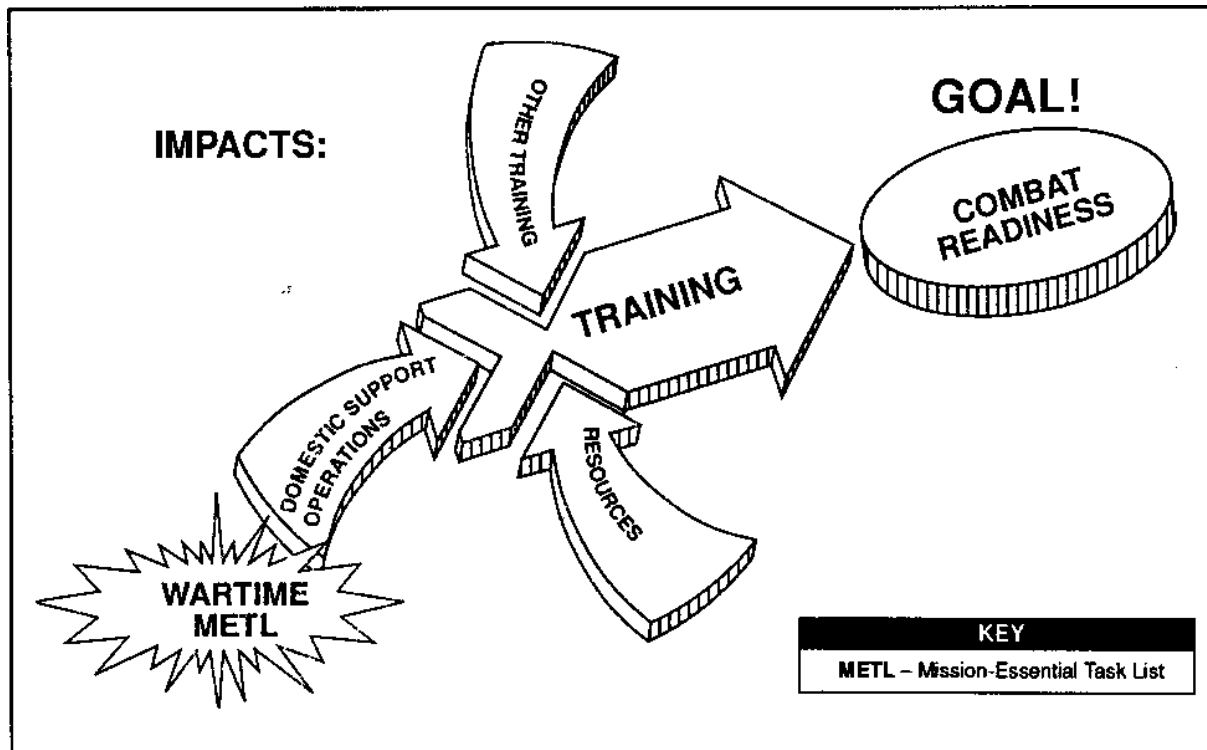 IMPACTS:
OTHER TRAINING
GOAL!
COMBAT
READINESS
TRAINING
DOMESTIC SUPPORT
OPERATIONS
RESOURCES
WARTIME
METL
KEY
METL – Mission-Essential Task List